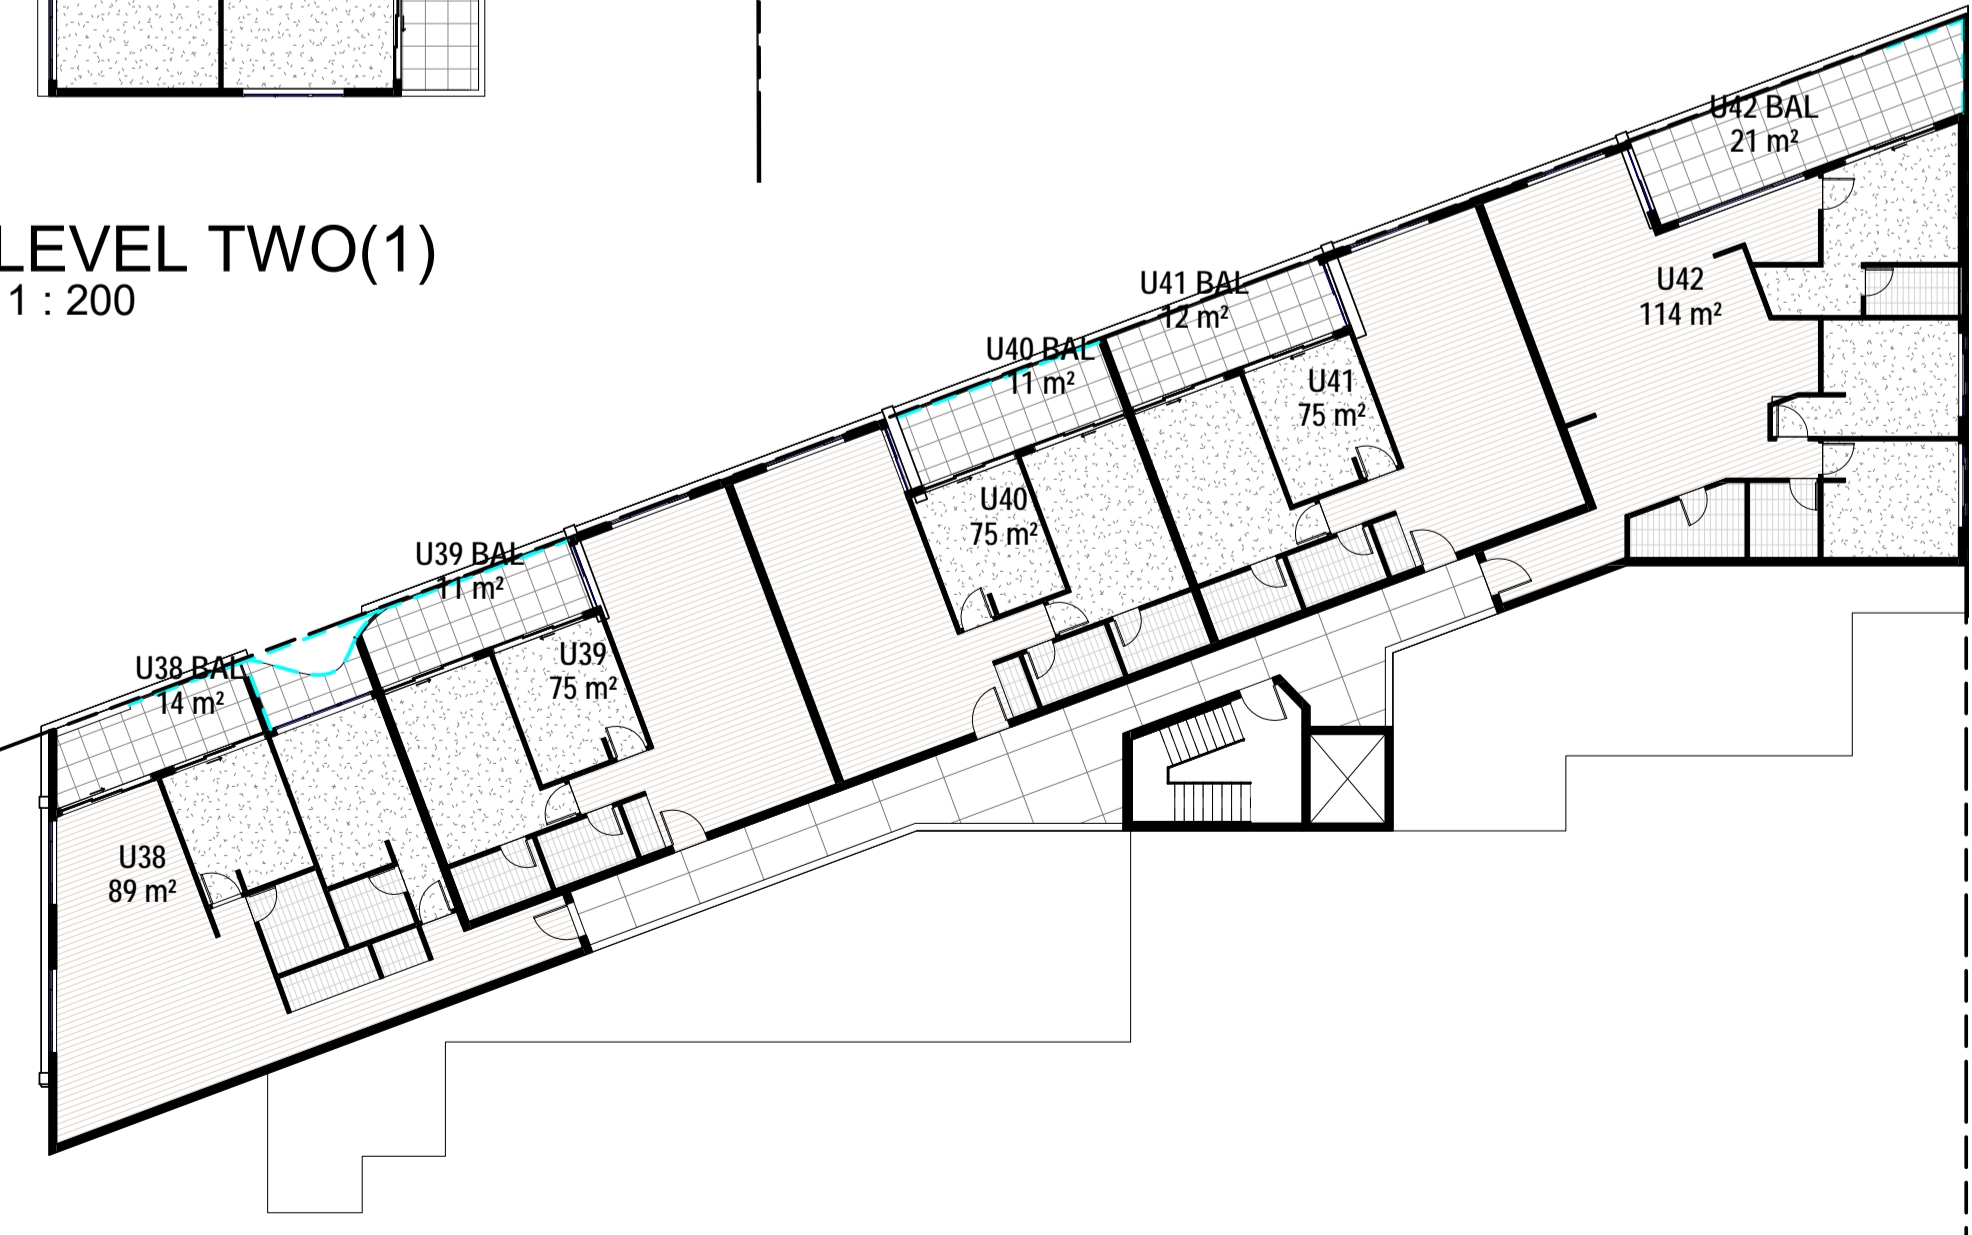 LEVEL TWO(1)
1 : 200
U42 BAL
21 m²
U42
114 m²
U41 BAL
12 m²
U41
75 m²
U40 BAL
11 m²
U40
75 m²
U39 BAL
11 m²
U39
75 m²
U38 BAL
14 m²
U38
89 m²